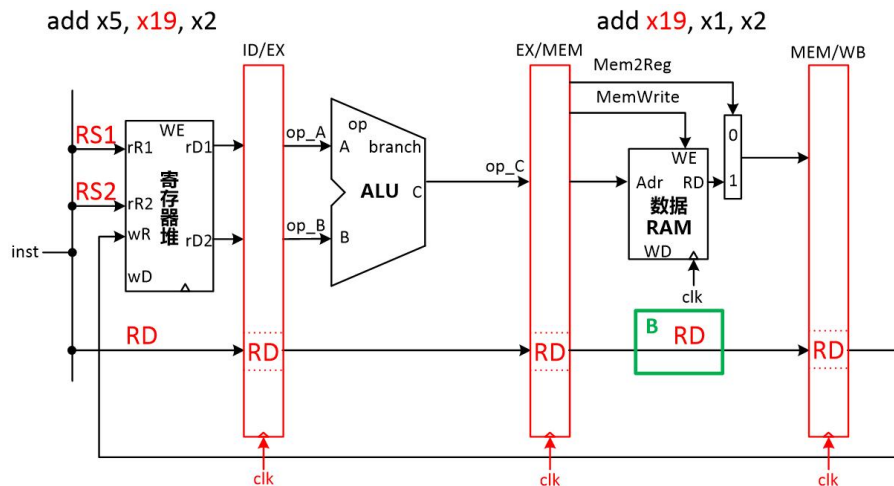 add x5, x19, x2
add x19, x1, x2
ID/EX
EX/MEM
MEM/WB
Mem2Reg
MemWrite
RS1
WE
rR1
rD1
op_A
op
A
branch
0
WE
RS2
寄存器堆
rR2
ALU
C
op_C
Adr
RD
1
数据
RAM
inst
wR
rD2
op_B
B
wD
WD
clk
RD
RD
RD
B
RD
RD
clk
clk
clk